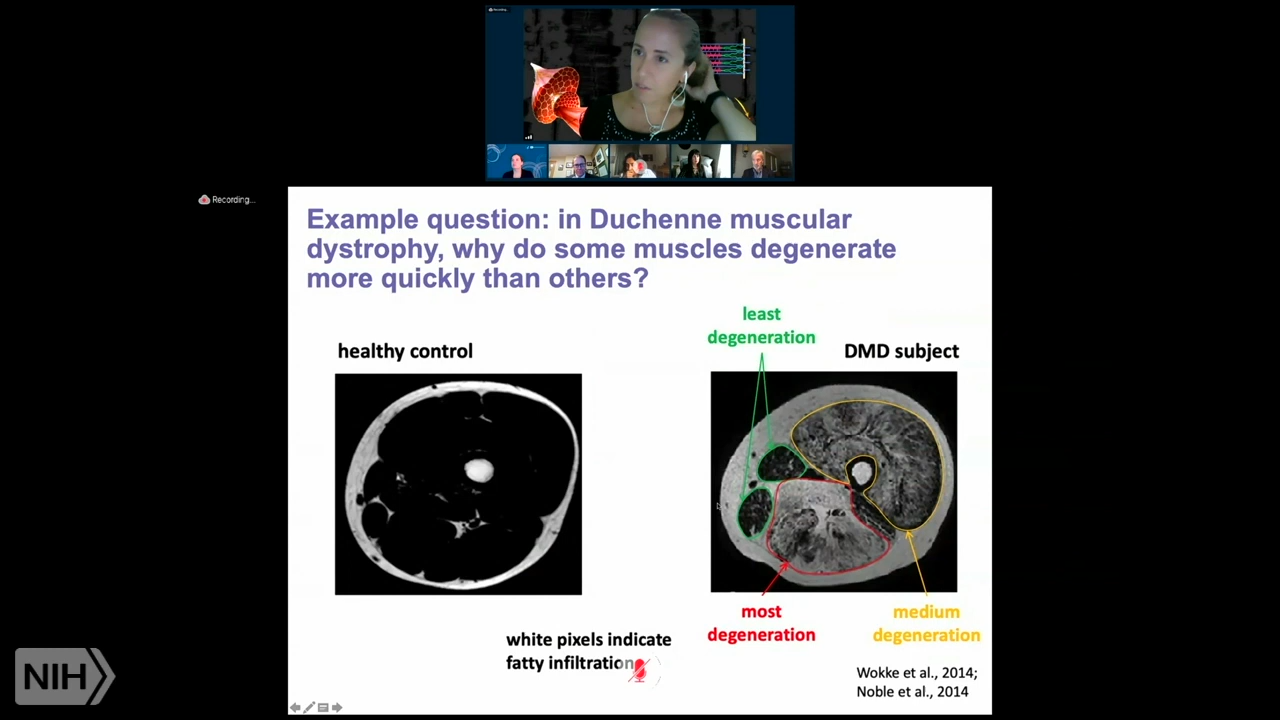 Recording...
Recording...
Example question: in Duchenne muscular
dystrophy, why do some muscles degenerate
more quickly than others?
least
degeneration
healthy control
DMD subject
most
degeneration
medium
degeneration
white pixels indicate
fatty infiltration
Wokke et al., 2014;
Noble et al., 2014
NIH